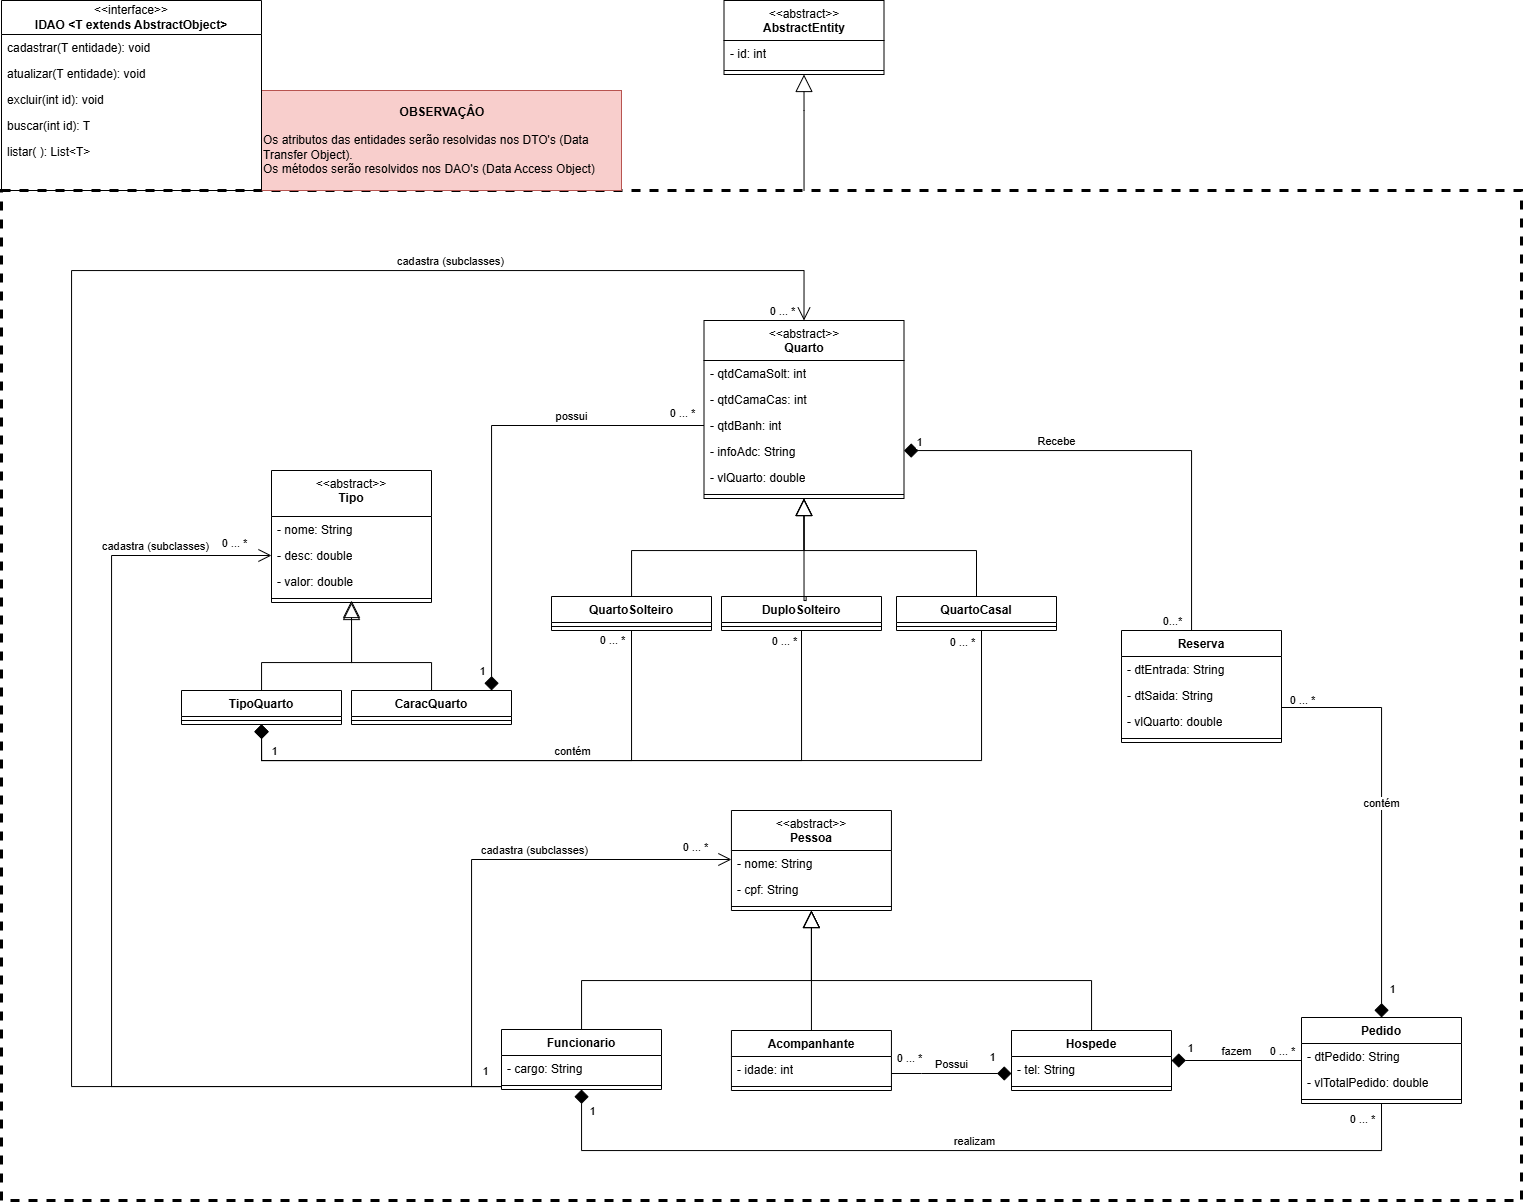 <<interface>>
IDAO <T extends AbstractObject>
cadastrar(T entidade): void
atualizar(T entidade): void
excluir(int id): void
buscar(int id): T
listar( ): List<T>
OBSERVAÇÂO
Os atributos das entidades serão resolvidas nos DTO's (Data
Transfer Object).
Os métodos serão resolvidos nos DAO's (Data Access Object)
<<abstract>>
AbstractEntity
- id: int
cadastra (subclasses)
0 ... *
<<abstract>>
Quarto
- qtdCamaSolt: int
- qtdCamaCas: int
- qtdBanh: int
- infoAdc: String
- vlQuarto: double
possui
0 ... *
1
Recebe
<<abstract>>
Tipo
- nome: String
- desc: double
- valor: double
cadastra (subclasses)
0 ... *
QuartoSolteiro
DuploSolteiro
QuartoCasal
0 ... *
0 ... *
0 ... *
0...*
Reserva
- dtEntrada: String
- dtSaida: String
- vlQuarto: double
0 ... *
1
TipoQuarto
CaracQuarto
1
contém
contém
<<abstract>>
Pessoa
- nome: String
- cpf: String
cadastra (subclasses)
0 ... *
1
Funcionario
- cargo: String
1
Acompanhante
- idade: int
0 ... *
Possui
1
Hospede
- tel: String
1
fazem
0 ... *
1
Pedido
- dtPedido: String
- vlTotalPedido: double
0 ... *
realizam